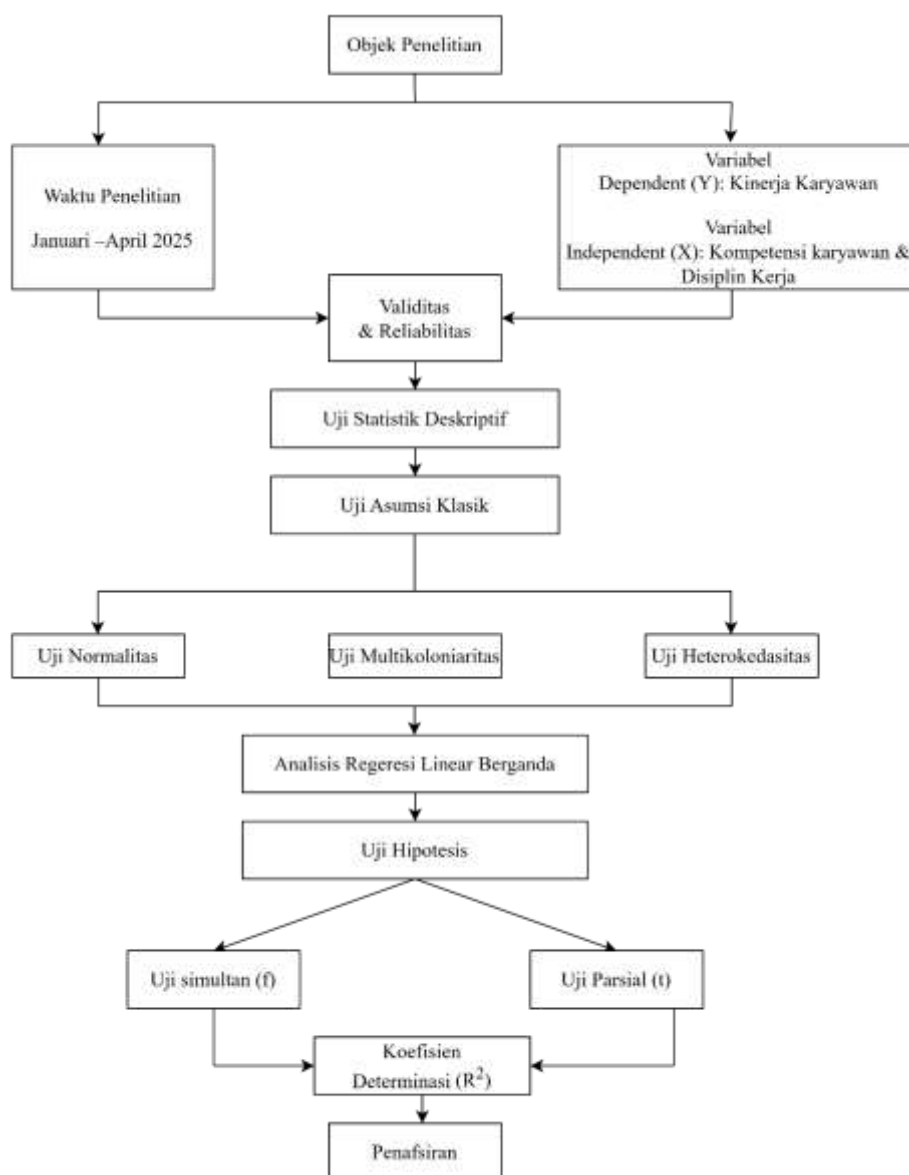 Objek Penelitian
Waktu Penelitian
Januari –April 2025
Variabel
Dependent (Y): Kinerja Karyawan
Variabel
Independent (X): Kompetensi karyawan &
Disiplin Kerja
Validitas
& Reliabilitas
Uji Statistik Deskriptif
Uji Asumsi Klasik
Uji Normalitas
Uji Multikoloniaritas
Uji Heterokedasitas
Analisis Regeresi Linear Berganda
Uji Hipotesis
Uji simultan (f)
Uji Parsial (t)
Koefisien
Determinasi (R²)
Penafsiran